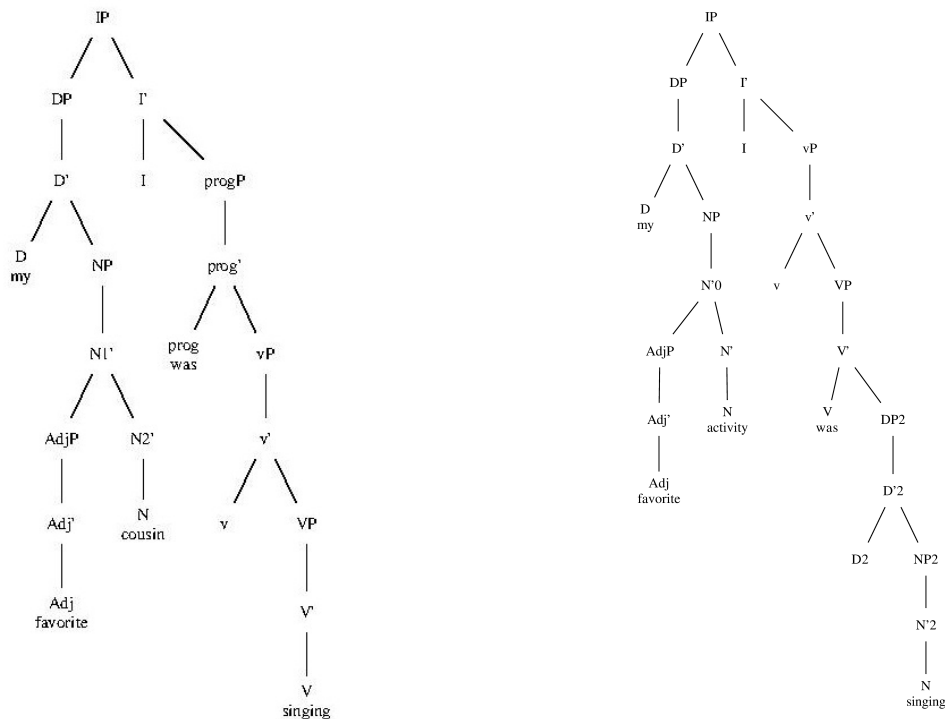 IP
DP I'
D' I progP
D
my
NP prog'
N1' prog
was
vP
AdjP N2' v'
Adj' N
cousin
v VP
Adj
favorite
V'
V
singing
IP
DP I'
D' I vP
D
my
NP v'
N'0 v VP
AdjP N' V'
Adj' N
activity
V
was
DP2
Adj
favorite
D'2
D2 NP2
N'2
N
singing